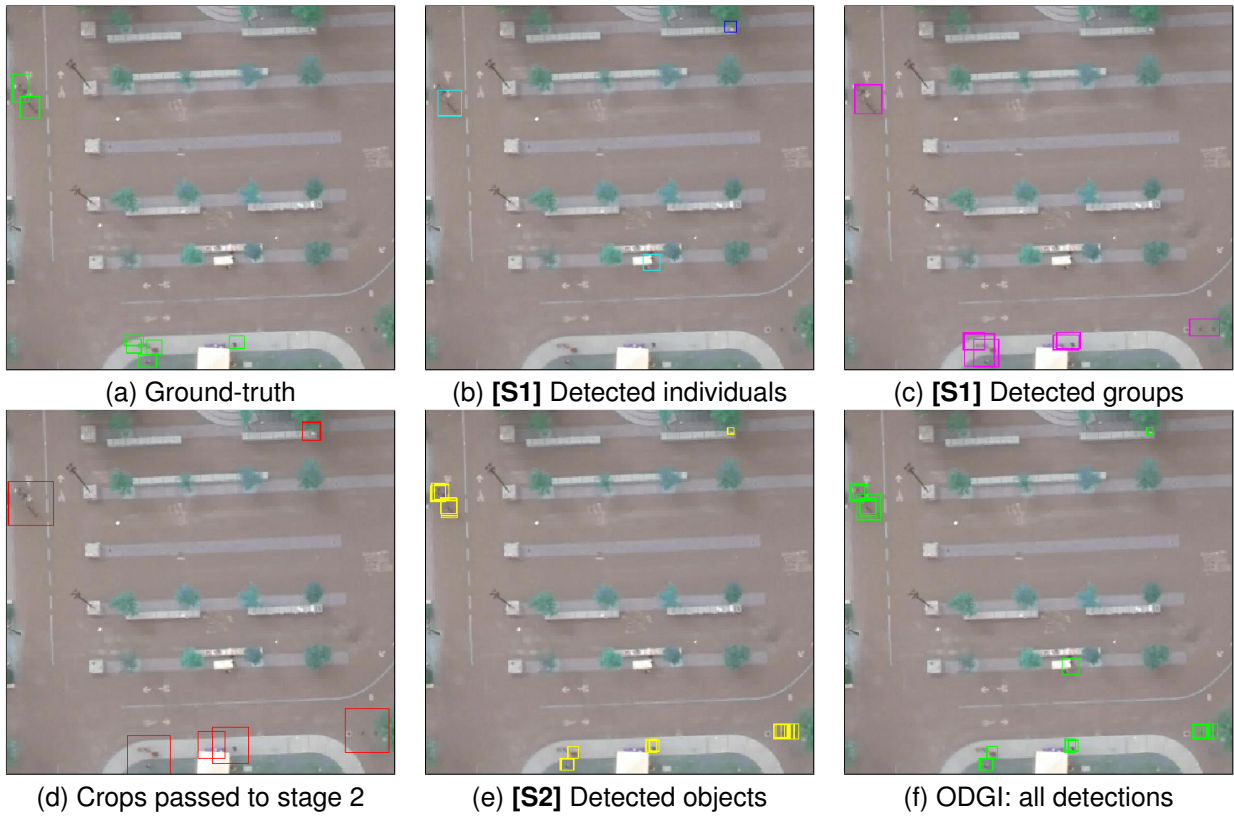 (a) Ground-truth
(b) [S1] Detected individuals
(c) [S1] Detected groups
(d) Crops passed to stage 2
(e) [S2] Detected objects
(f) ODGI: all detections